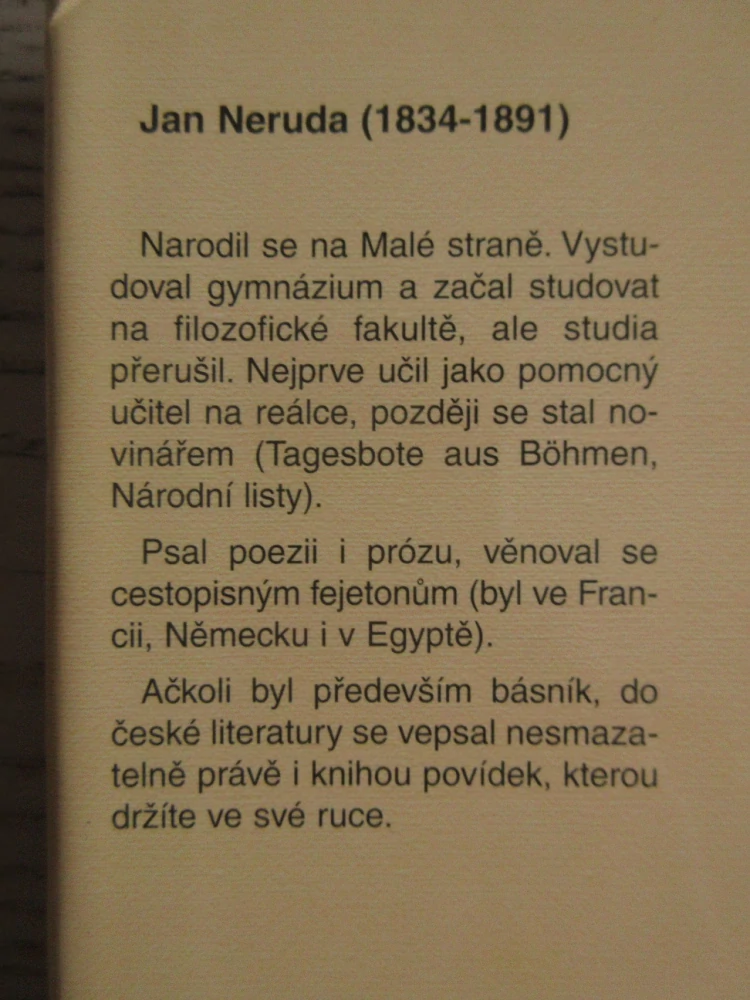 Jan Neruda (1834-1891)
Narodil se na Malé straně. Vystu-
doval gymnázium a začal studovat
na filozofické fakultě, ale studia
přerušil. Nejprve učil jako pomocný
učitel na reálce, později se stal no-
vinářem (Tagesbote aus Böhmen,
Národní listy).
Psal poezii i prózu, věnoval se
cestopisným fejetonům (byl ve Fran-
cii, Německu i v Egyptě).
Ačkoli byl především básník, do
české literatury se vepsal nesmaza-
telně právě i knihou povídek, kterou
držíte ve své ruce.